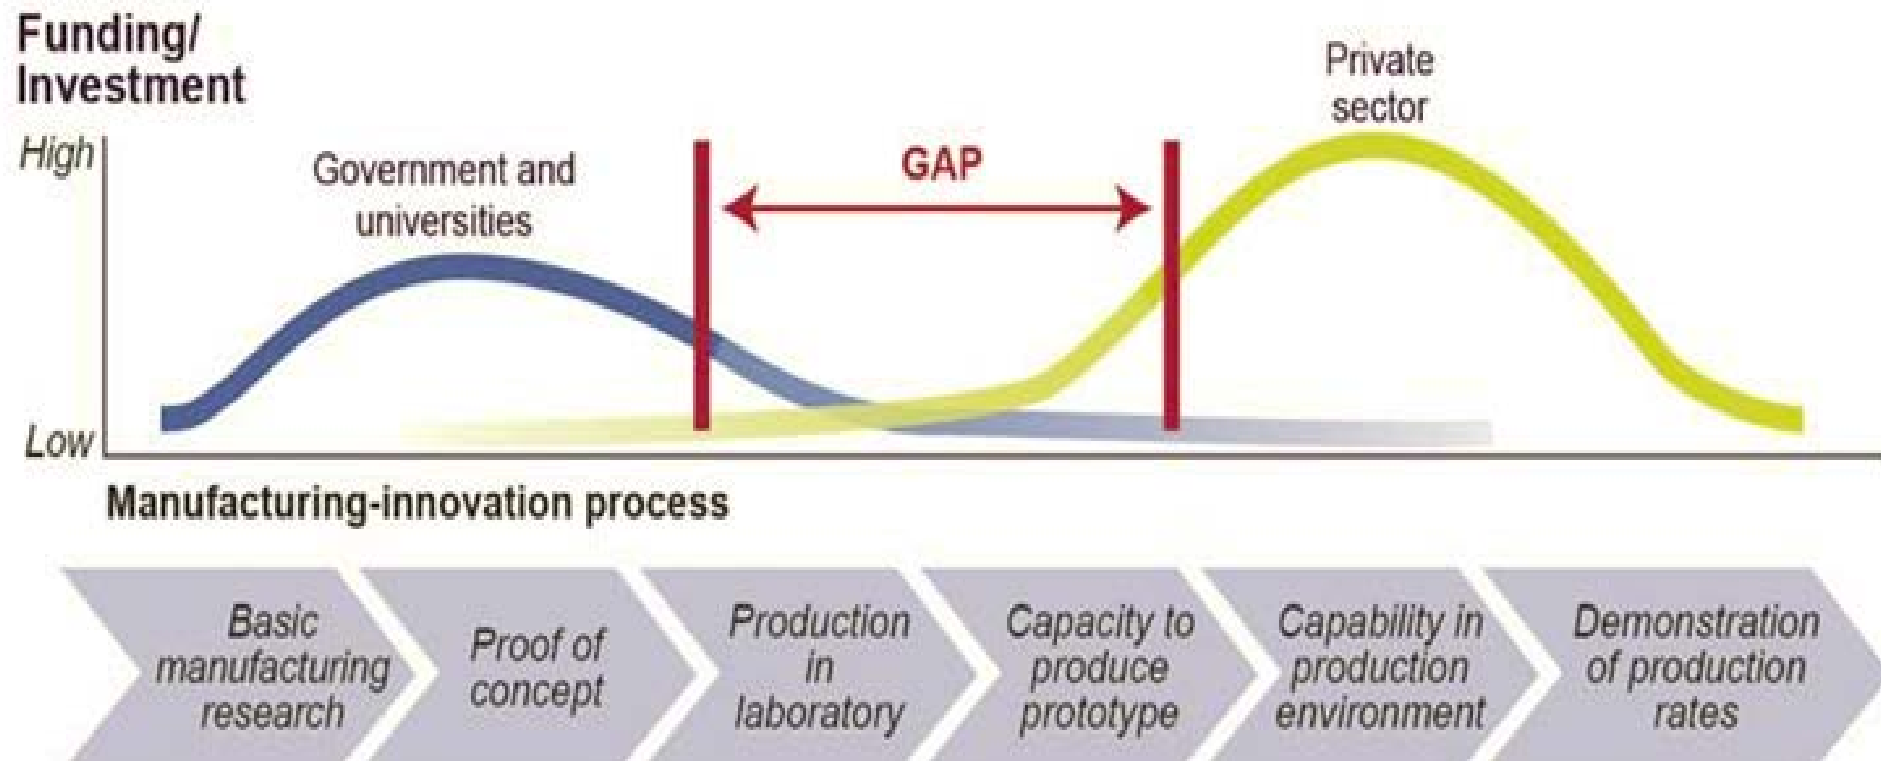 Funding/
Investment
High
Government and
universities
GAP
Private
sector
Low
Manufacturing-innovation process
Basic
manufacturing
research
Proof of
concept
Production
in
laboratory
Capacity to
produce
prototype
Capability in
production
environment
Demonstration
of production
rates